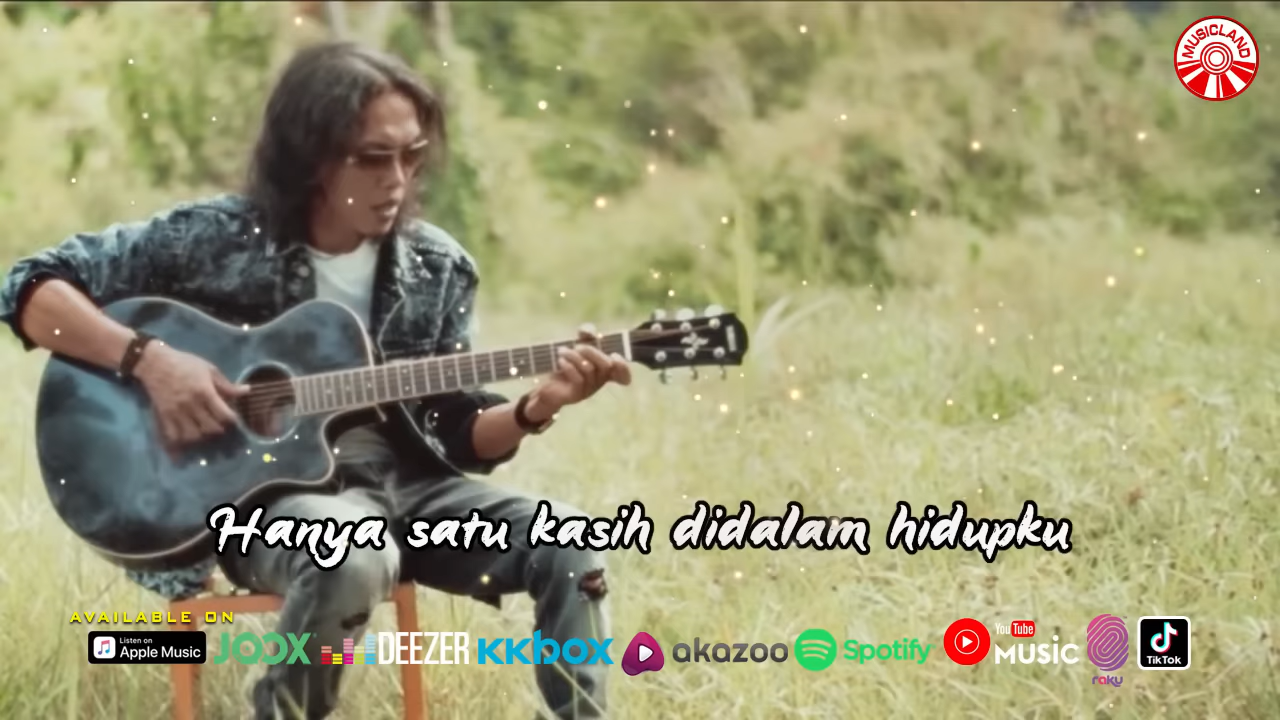 MUSICLAND
Hanya satu kasih didalam hidupku
AVAILABLE ON
Listen on
Apple Music
JOOX
DEEZER
KKBOX
akazoo
Spotify
YouTube
MUSIC
raku
TikTok